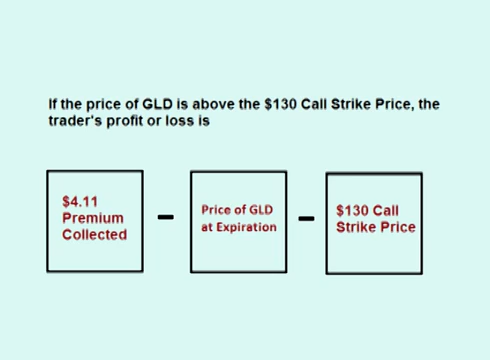 If the price of GLD is above the $130 Call Strike Price, the
trader's profit or loss is
$4.11
Premium
Collected
-
Price of GLD
at Expiration
-
$130 Call
Strike Price